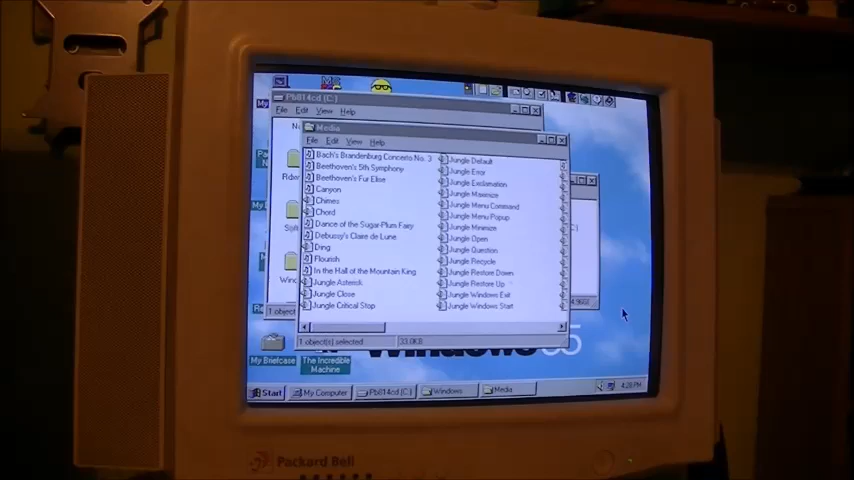 Pb814cd (C:)
File Edit View Help
Media
File Edit View Help
Bach's Brandenburg Concerto No. 3
Beethoven's 5th Symphony
Beethoven's Fur Elise
Canyon
Chimes
Chord
Dance of the Sugar-Plum Fairy
Debussy's Claire de Lune
Ding
Flourish
In the Hall of the Mountain King
Jungle Asterisk
Jungle Close
Jungle Critical Stop
Jungle Default
Jungle Error
Jungle Exclamation
Jungle Maximize
Jungle Menu Command
Jungle Menu Popup
Jungle Minimize
Jungle Open
Jungle Question
Jungle Recycle
Jungle Restore Down
Jungle Restore Up
Jungle Windows Exit
Jungle Windows Start
1 object
1 object(s) selected
33.0KB
My Briefcase
The Incredible
Machine
Start
My Computer
Pb814cd (C:)
Windows
Media
4:28 PM
Packard Bell